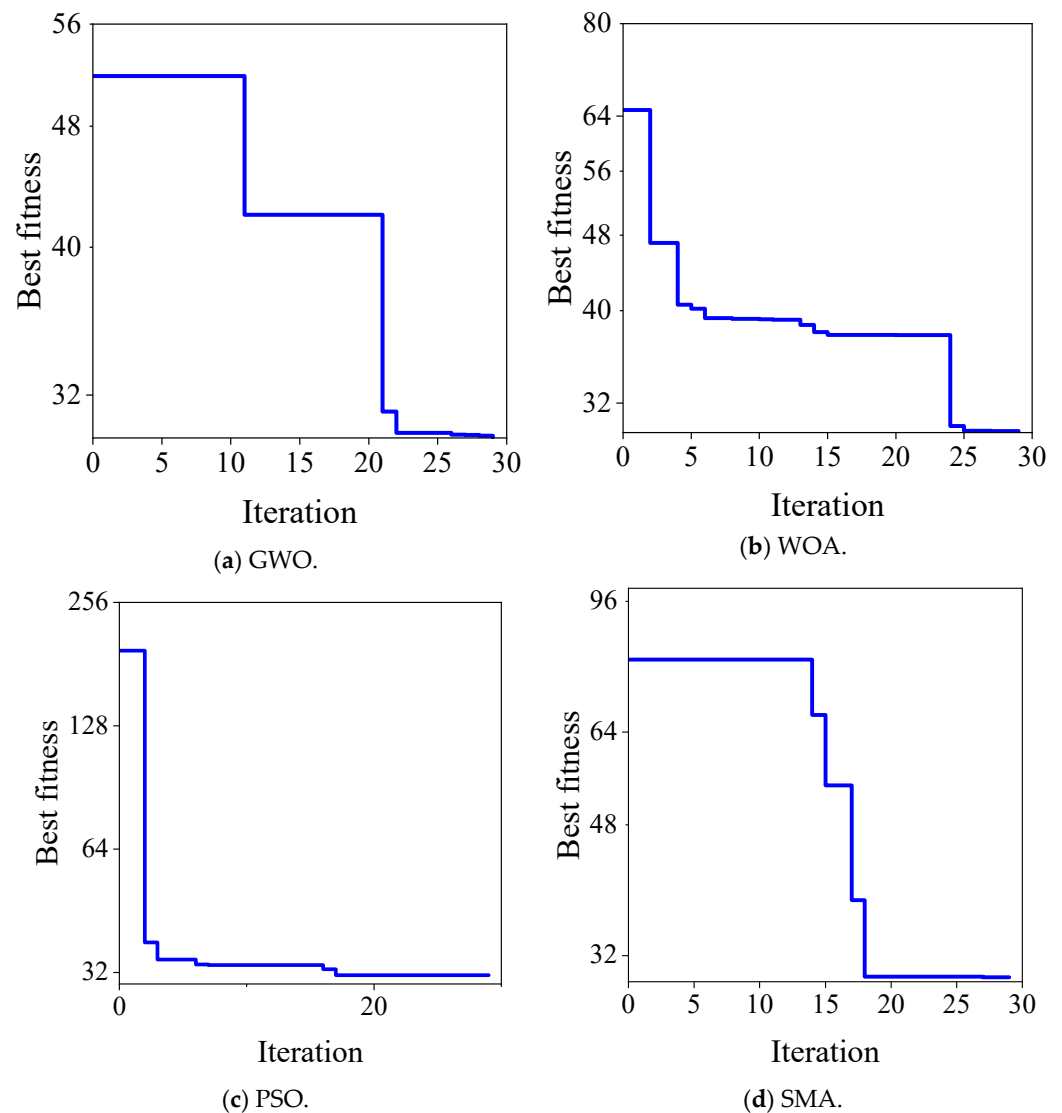 56
48
40
32
Best fitness
0 5 10 15 20 25 30
Iteration
(a) GWO.
80
64
56
48
40
32
Best fitness
0 5 10 15 20 25 30
Iteration
(b) WOA.
256
128
64
32
Best fitness
0 20
Iteration
(c) PSO.
96
64
48
32
Best fitness
0 5 10 15 20 25 30
Iteration
(d) SMA.